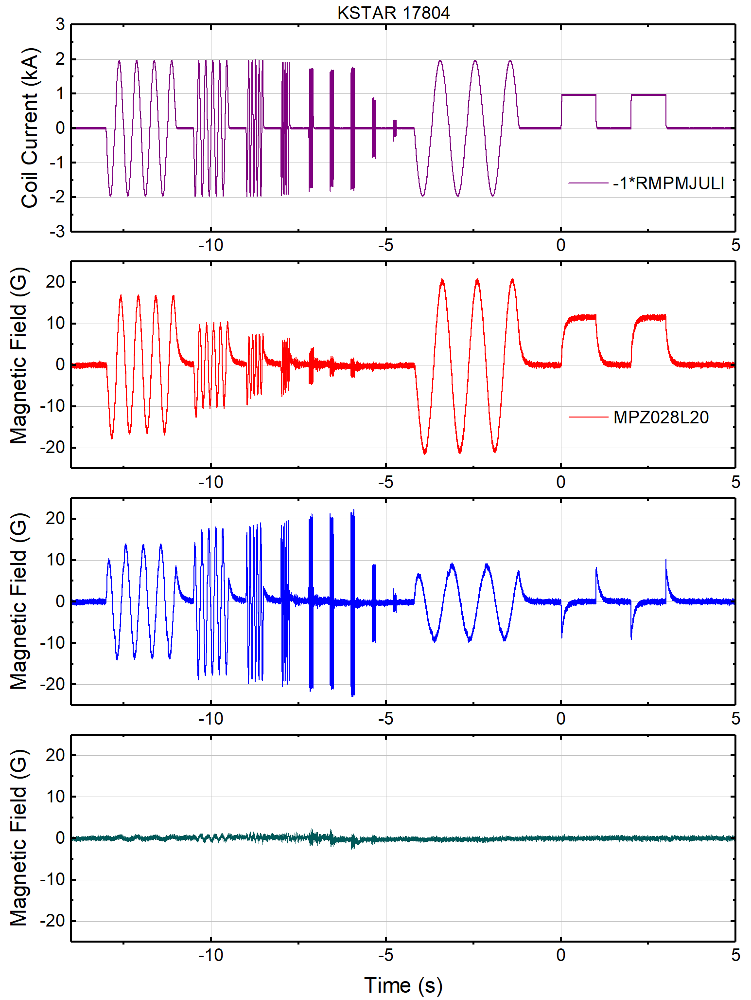 KSTAR 17804
3
2
1
0
-1
-2
-3
Coil Current (kA)
-1*RMPMJULI
-10 -5 0 5
20
10
0
-10
-20
Magnetic Field (G)
MPZ028L20
-10 -5 0 5
20
10
0
-10
-20
Magnetic Field (G)
-10 -5 0 5
20
10
0
-10
-20
Magnetic Field (G)
-10 -5 0 5
Time (s)